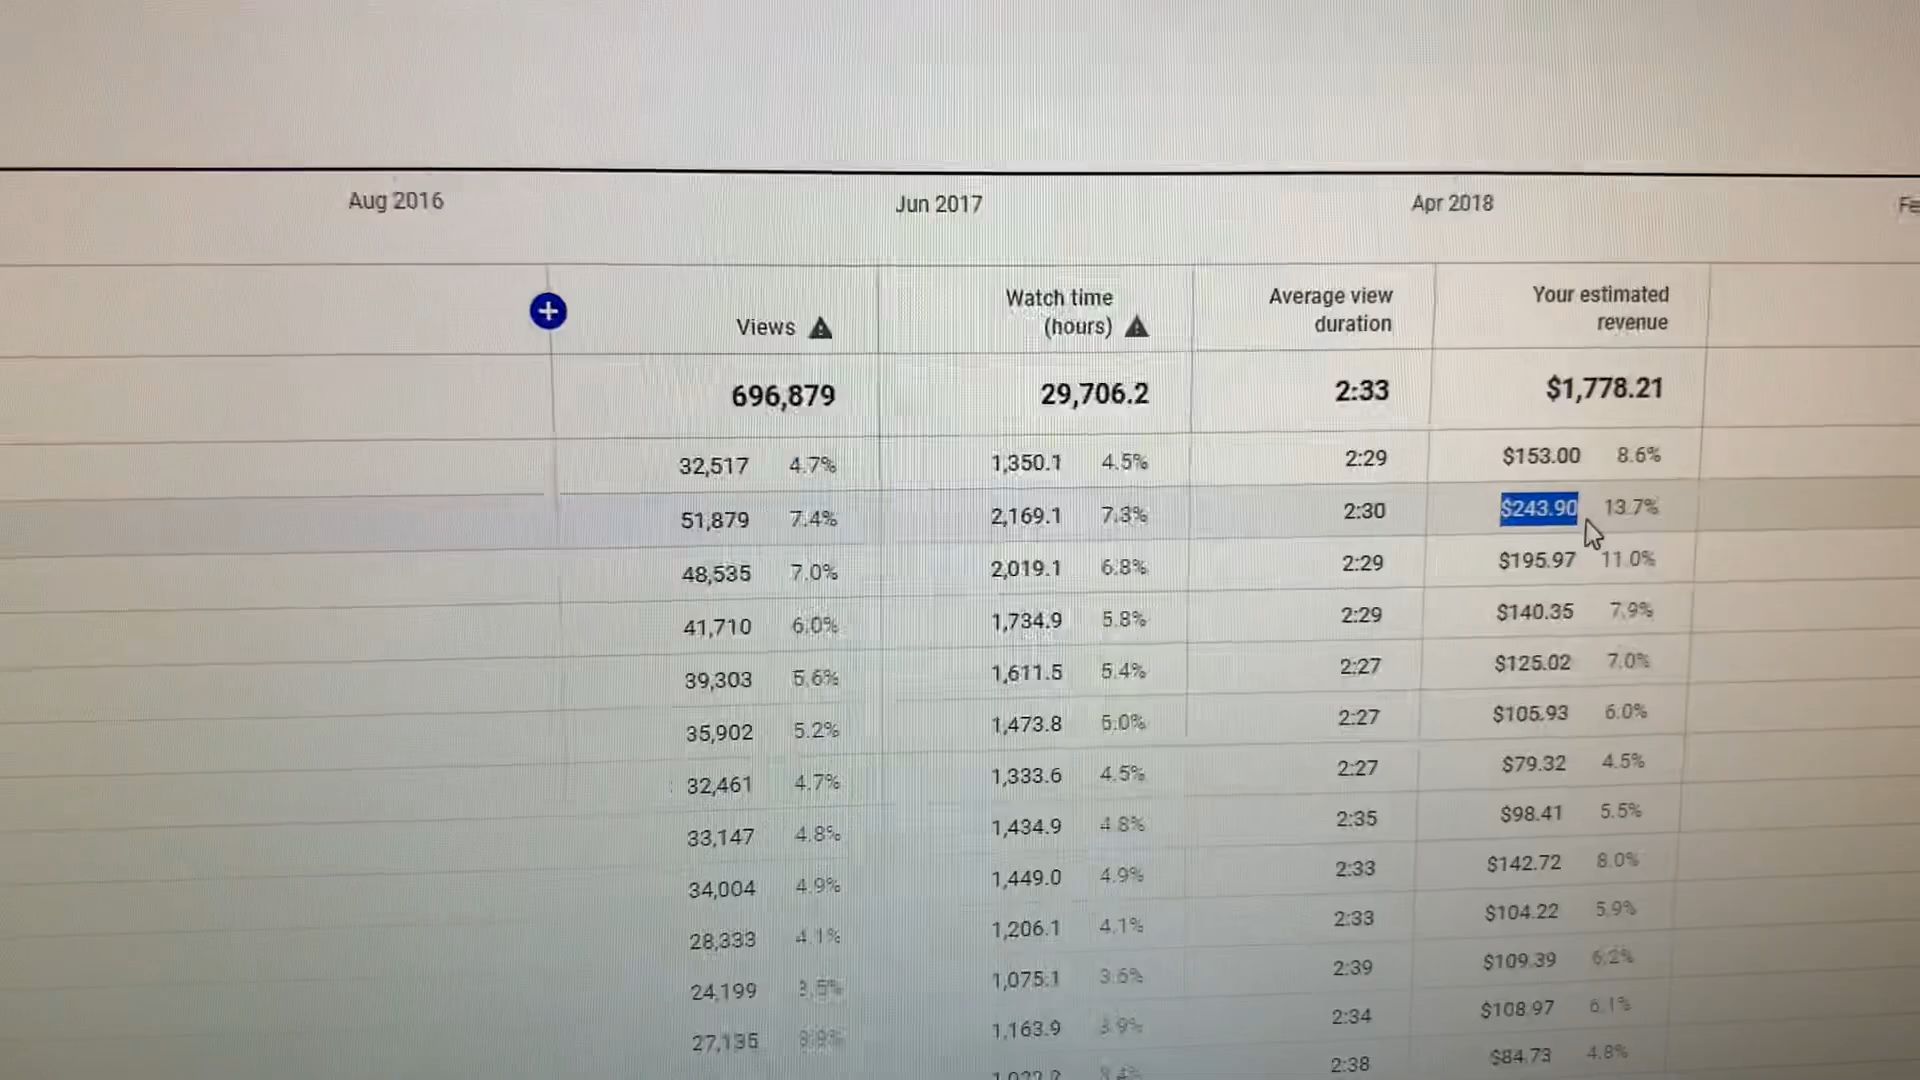 Aug 2016 Jun 2017 Apr 2018 Fe
Watch time Average view Your estimated
Views (hours) duration revenue
696,879 29,706.2 2:33 $1,778.21
32,517 4.7% 1,350.1 4.5% 2:29 $153.00 8.6%
51,879 7.4% 2,169.1 7.3% 2:30 $243.90 13.7%
48,535 7.0% 2,019.1 6.8% 2:29 $195.97 11.0%
41,710 6.0% 1,734.9 5.8% 2:29 $140.35 7.9%
39,303 5.6% 1,611.5 5.4% 2:27 $125.02 7.0%
35,902 5.2% 1,473.8 5.0% 2:27 $105.93 6.0%
32,461 4.7% 1,333.6 4.5% 2:27 $79.32 4.5%
33,147 4.8% 1,434.9 4.8% 2:35 $98.41 5.5%
34,004 4.9% 1,449.0 4.9% 2:33 $142.72 8.0%
28,333 4.1% 1,206.1 4.1% 2:33 $104.22 5.9%
24,199 3.5% 1,075.1 3.6% 2:39 $109.39 6.2%
27,135 1,163.9 3.9% 2:34 $108.97 6.1%
2:38 $84.73 4.8%